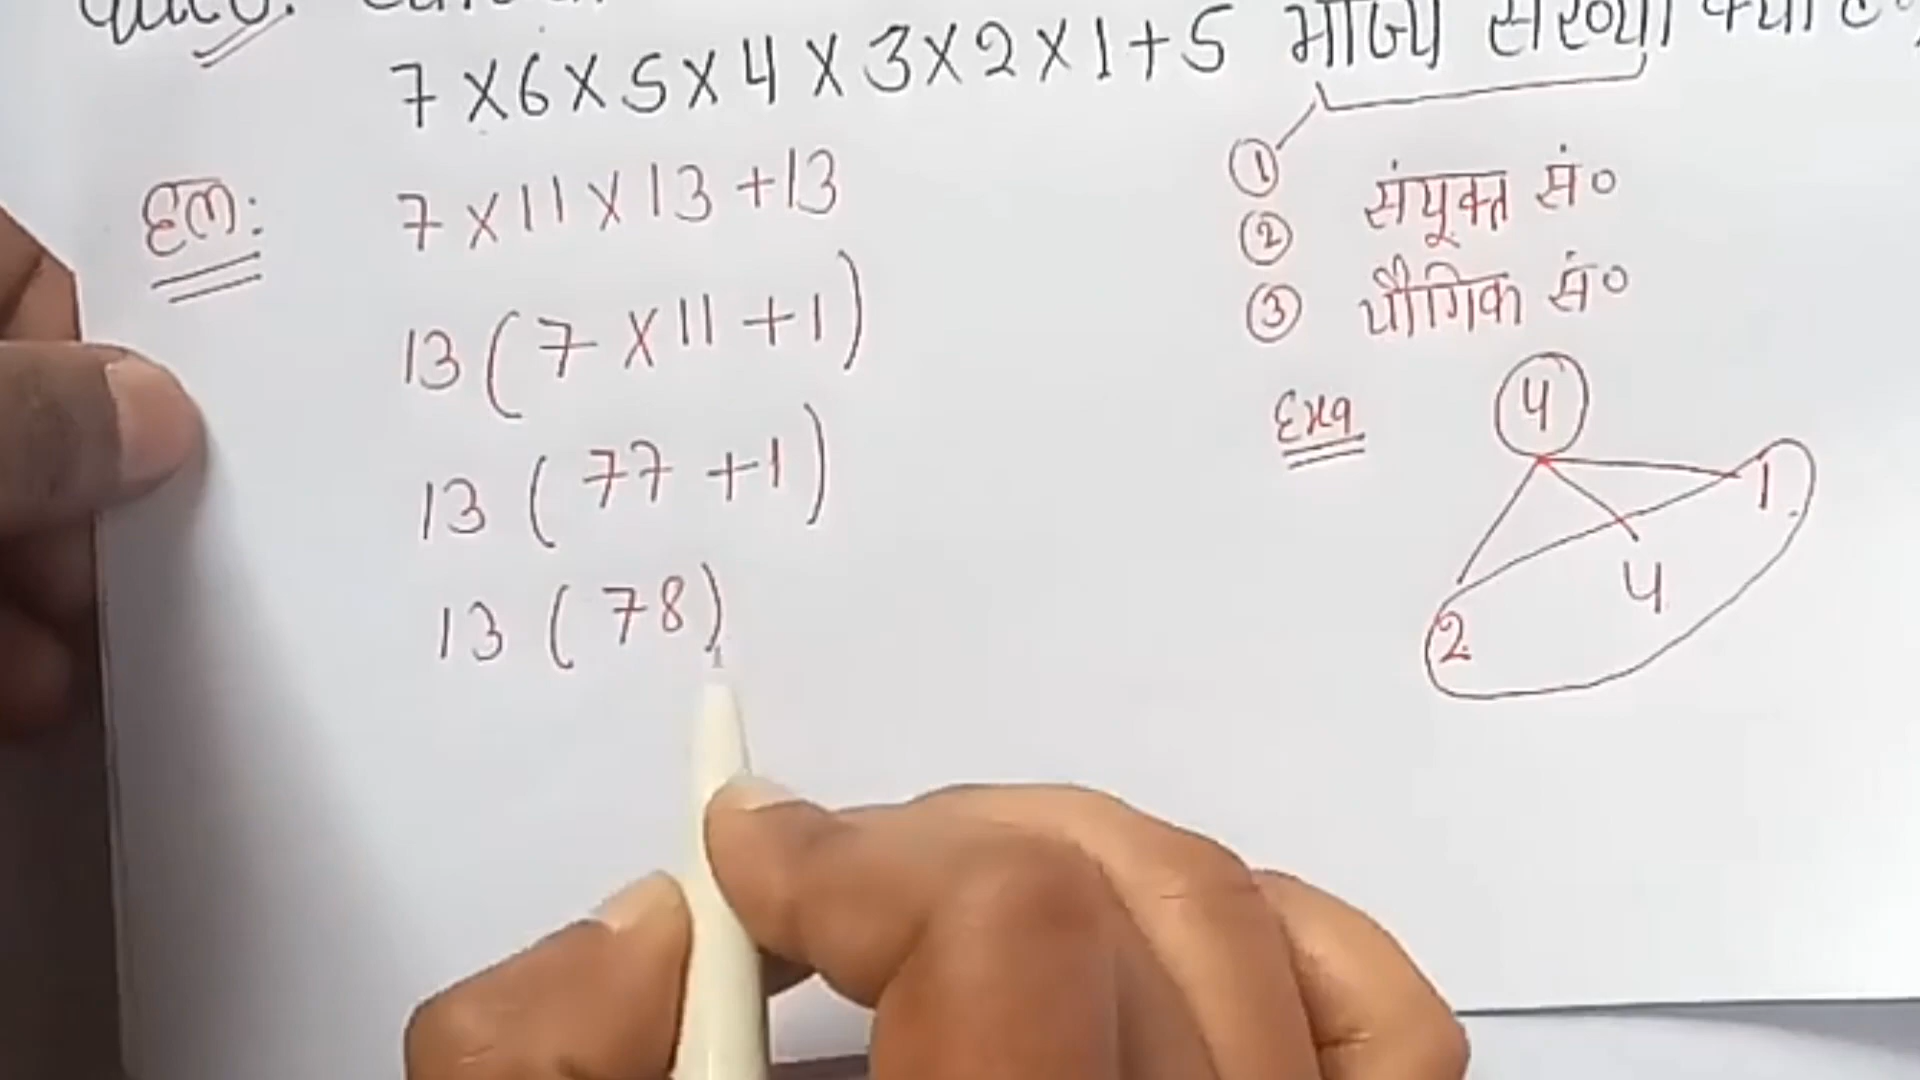 7×6×5×4×3×2×1+5 भाज्य संख्या
हल:
7×11×13+13
13(7×11+1)
13(77+1)
13(78)
①
② संयुक्त सं०
③ यौगिक सं०
Exa
4
1
4
2